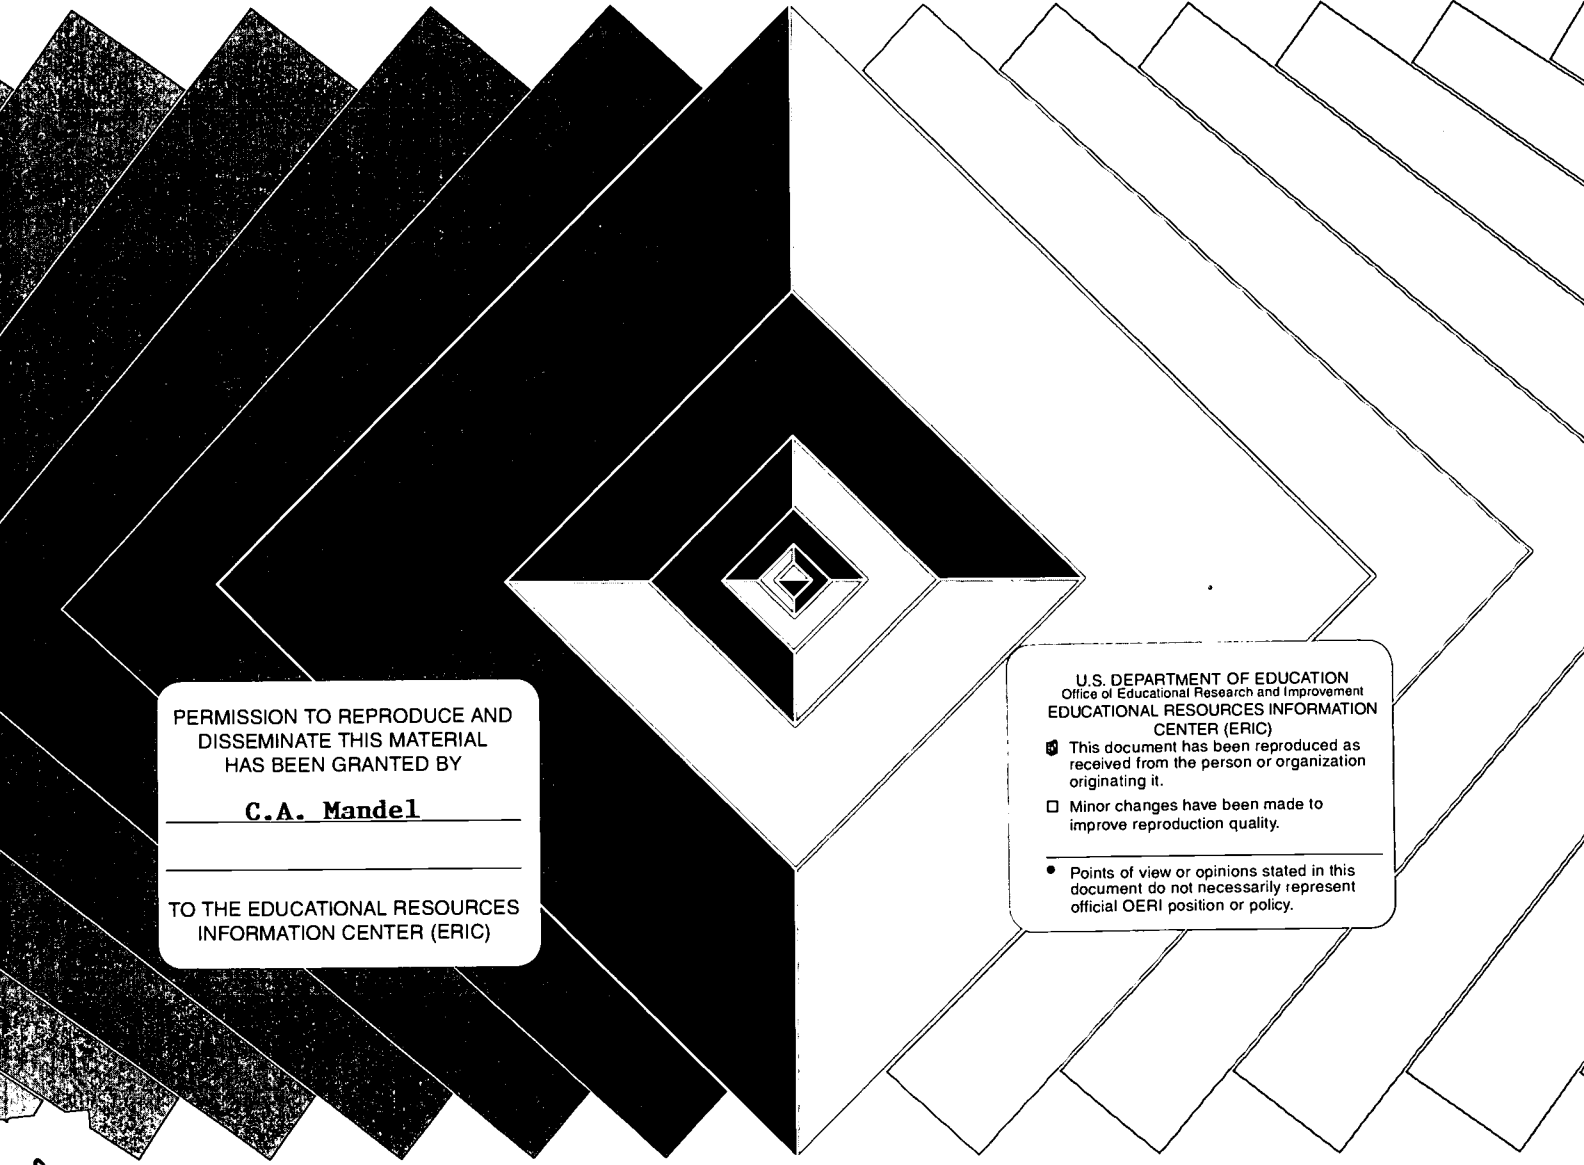 PERMISSION TO REPRODUCE AND
DISSEMINATE THIS MATERIAL
HAS BEEN GRANTED BY
C.A. Mandel
TO THE EDUCATIONAL RESOURCES
INFORMATION CENTER (ERIC)
U.S. DEPARTMENT OF EDUCATION
Office of Educational Research and Improvement
EDUCATIONAL RESOURCES INFORMATION
CENTER (ERIC)
This document has been reproduced as
received from the person or organization
originating it.
□ Minor changes have been made to
improve reproduction quality.
● Points of view or opinions stated in this
document do not necessarily represent
official OERI position or policy.